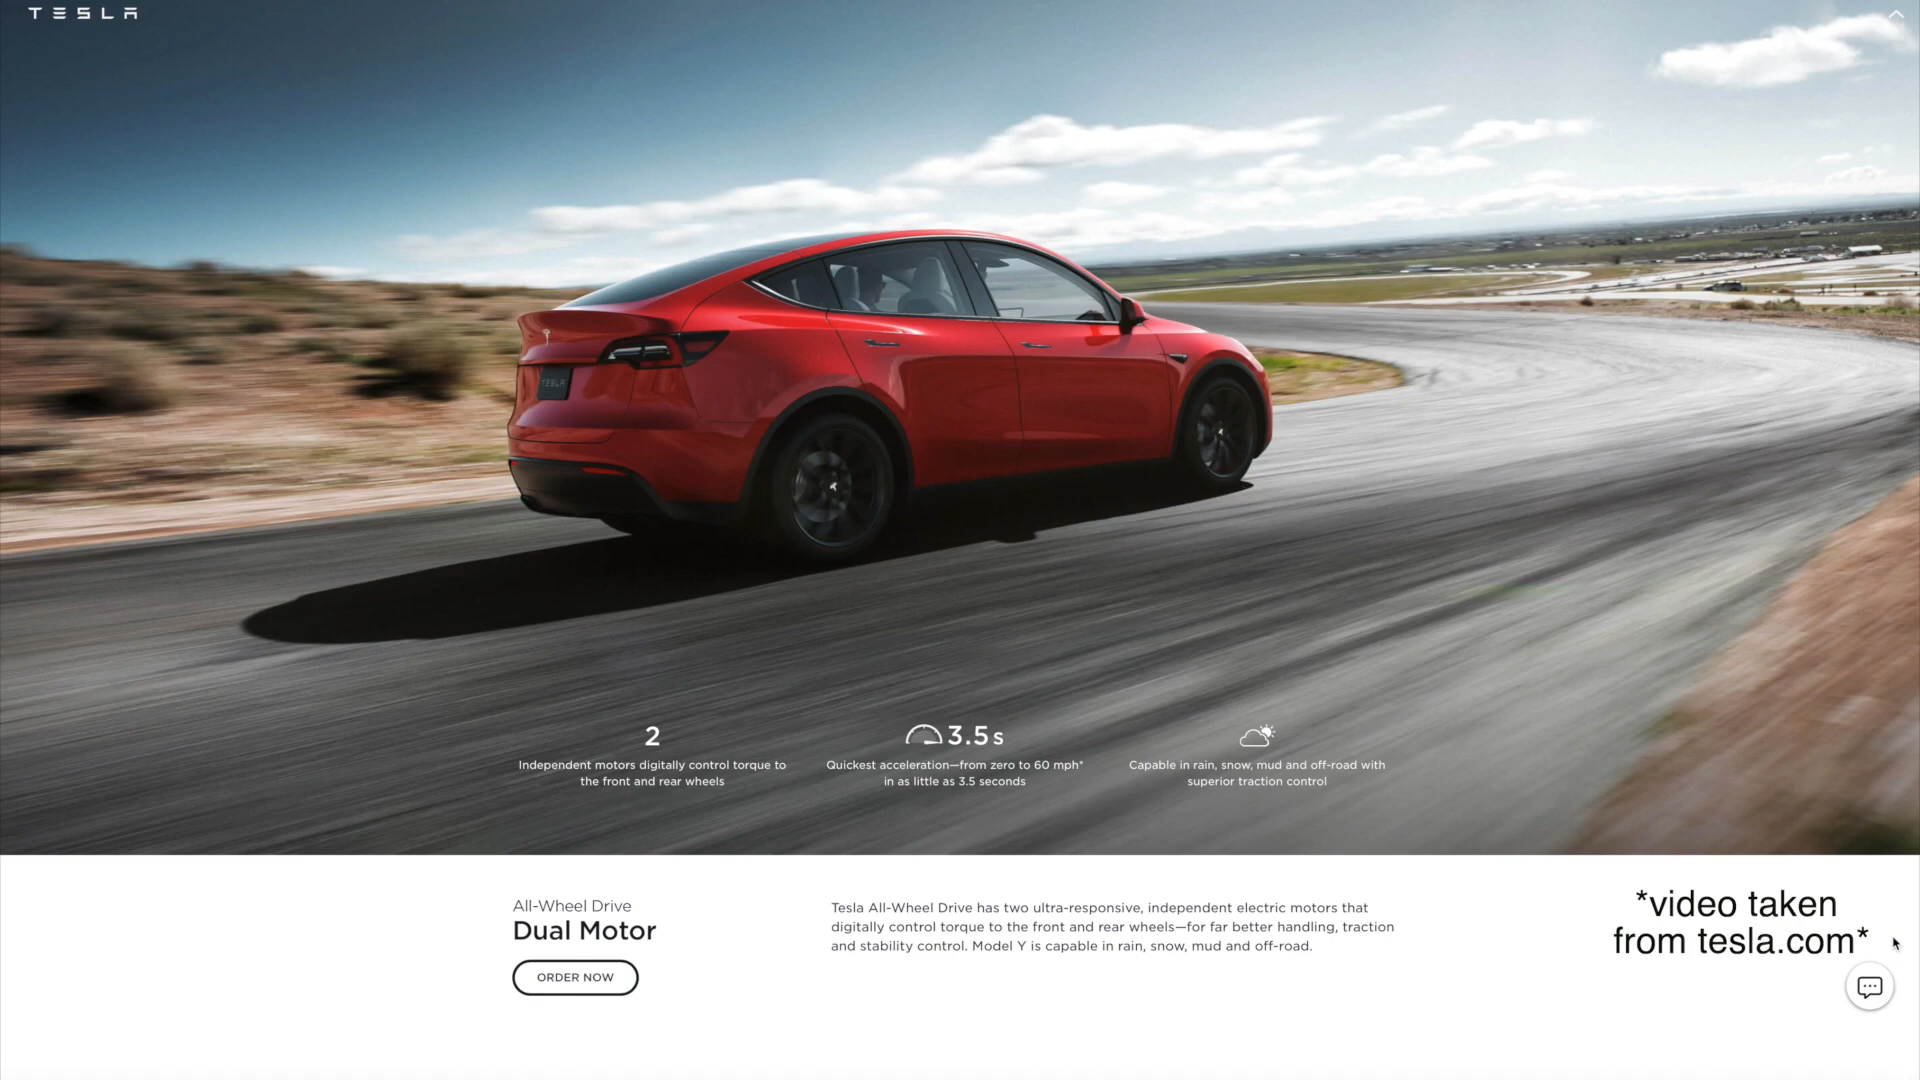 TESLA
TESLA
2
3.5 s
Independent motors digitally control torque to
the front and rear wheels
Quickest acceleration—from zero to 60 mph*
in as little as 3.5 seconds
Capable in rain, snow, mud and off-road with
superior traction control
All-Wheel Drive
Dual Motor
ORDER NOW
Tesla All-Wheel Drive has two ultra-responsive, independent electric motors that
digitally control torque to the front and rear wheels—for far better handling, traction
and stability control. Model Y is capable in rain, snow, mud and off-road.
*video taken
from tesla.com*